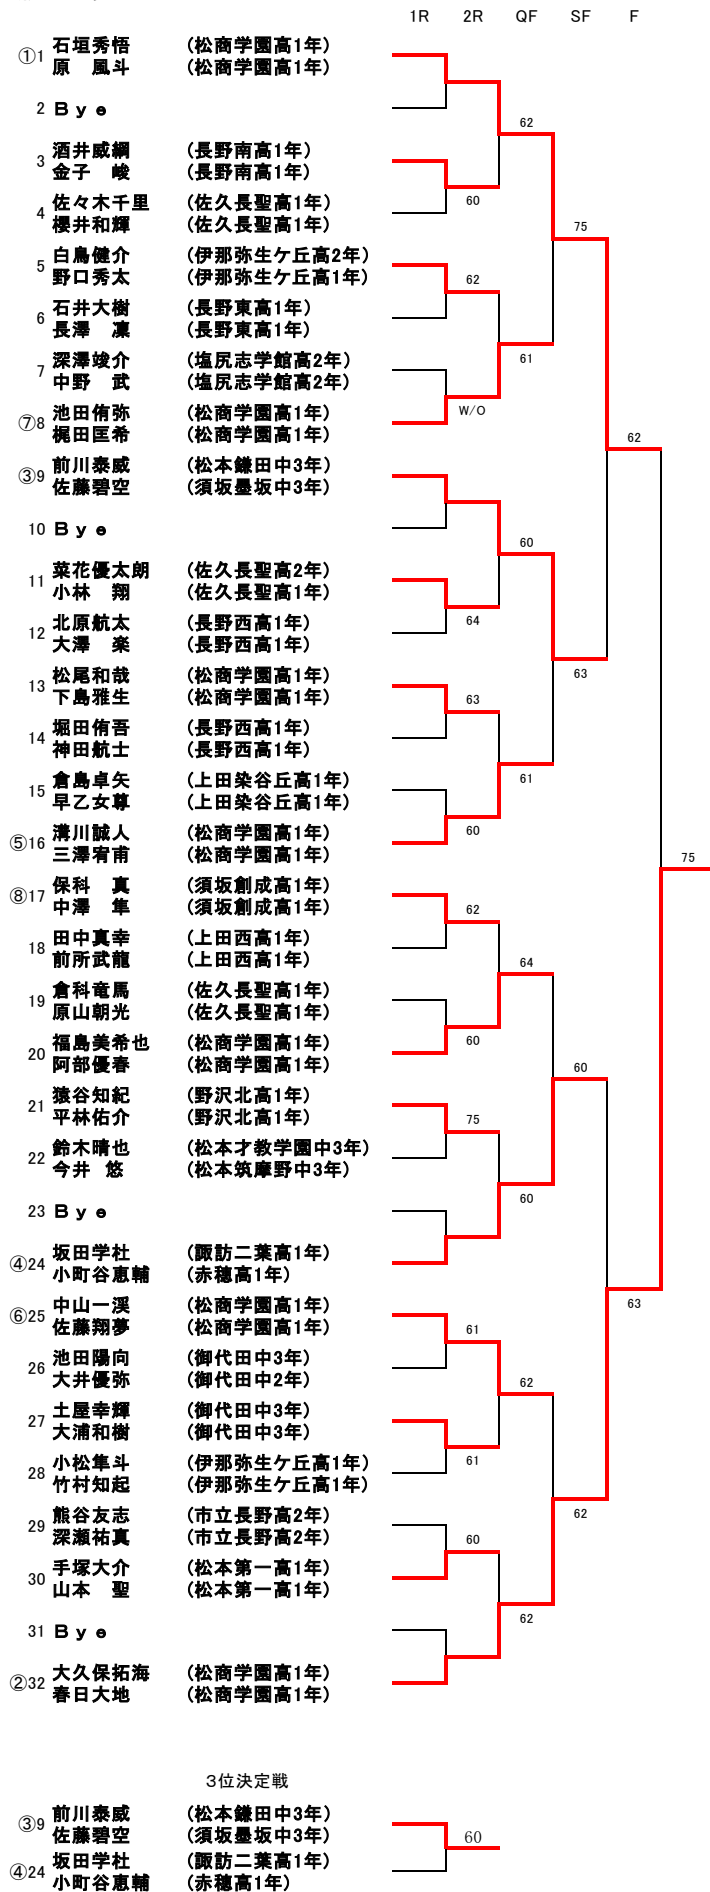 1R 2R QF SF F
①1 石垣秀悟 (松商学園高1年)
原　風斗 (松商学園高1年)
2 Ｂｙｅ
62
3 酒井威綱 (長野南高1年)
金子　峻 (長野南高1年)
4 佐々木千里 (佐久長聖高1年) 60
櫻井和輝 (佐久長聖高1年)
75
5 白鳥健介 (伊那弥生ケ丘高2年)
野口秀太 (伊那弥生ケ丘高1年) 62
6 石井大樹 (長野東高1年)
長澤　凜 (長野東高1年)
7 深澤竣介 (塩尻志学館高2年) 61
中野　武 (塩尻志学館高2年)
⑦8 池田侑弥 (松商学園高1年) W/O
梶田匡希 (松商学園高1年)
62
③9 前川泰威 (松本鎌田中3年)
佐藤碧空 (須坂墨坂中3年)
10 Ｂｙｅ
60
11 菜花優太朗 (佐久長聖高2年)
小林　翔 (佐久長聖高1年)
12 北原航太 (長野西高1年) 64
大澤　楽 (長野西高1年)
13 松尾和哉 (松商学園高1年) 63
下島雅生 (松商学園高1年) 63
14 堀田侑吾 (長野西高1年)
神田航士 (長野西高1年)
15 倉島卓矢 (上田染谷丘高1年) 61
早乙女尊 (上田染谷丘高1年)
⑤16 溝川誠人 (松商学園高1年) 60
三澤宥甫 (松商学園高1年)
75
⑧17 保科　真 (須坂創成高1年)
中澤　隼 (須坂創成高1年) 62
18 田中真幸 (上田西高1年)
前所武龍 (上田西高1年)
64
19 倉科竜馬 (佐久長聖高1年)
原山朝光 (佐久長聖高1年)
20 福島美希也 (松商学園高1年) 60
阿部優春 (松商学園高1年)
60
21 猿谷知紀 (野沢北高1年)
平林佑介 (野沢北高1年) 75
22 鈴木晴也 (松本才教学園中3年)
今井 悠 (松本筑摩野中3年)
23 Ｂｙｅ 60
④24 坂田学杜 (諏訪二葉高1年)
小町谷恵輔 (赤穂高1年)
⑥25 中山一渓 (松商学園高1年) 63
佐藤翔夢 (松商学園高1年) 61
26 池田陽向 (御代田中3年)
大井優弥 (御代田中2年)
62
27 土屋幸輝 (御代田中3年)
大浦和樹 (御代田中3年)
28 小松隼斗 (伊那弥生ケ丘高1年) 61
竹村知起 (伊那弥生ケ丘高1年)
29 熊谷友志 (市立長野高2年) 62
深瀬祐真 (市立長野高2年) 60
30 手塚大介 (松本第一高1年)
山本　聖 (松本第一高1年)
31 Ｂｙｅ 62
②32 大久保拓海 (松商学園高1年)
春日大地 (松商学園高1年)
３位決定戦
③9 前川泰威 (松本鎌田中3年)
佐藤碧空 (須坂墨坂中3年) 60
④24 坂田学杜 (諏訪二葉高1年)
小町谷恵輔 (赤穂高1年)